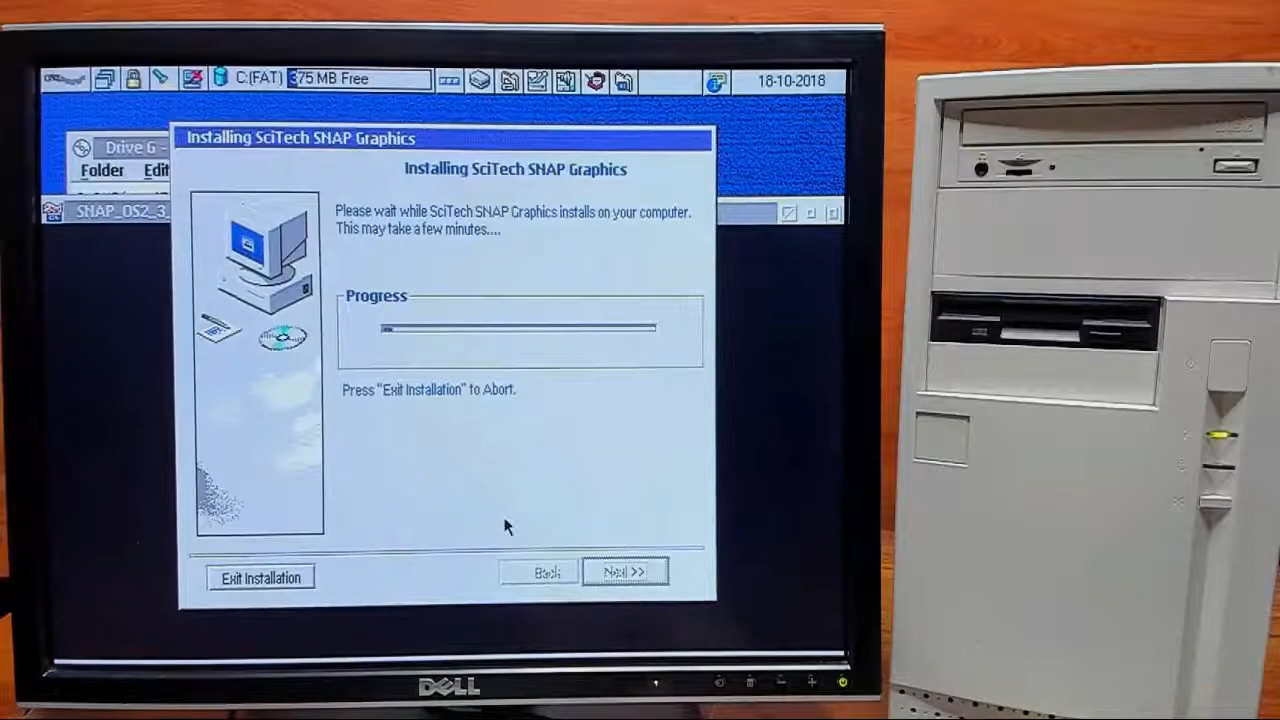 C:(FAT) 375 MB Free 18-10-2018
Installing SciTech SNAP Graphics
Drive G -
Installing SciTech SNAP Graphics
Folder Edit
SNAP_OS2_3_
Please wait while SciTech SNAP Graphics installs on your computer.
This may take a few minutes....
Progress
Press "Exit Installation" to Abort.
Exit Installation
Back
Next >>
DELL